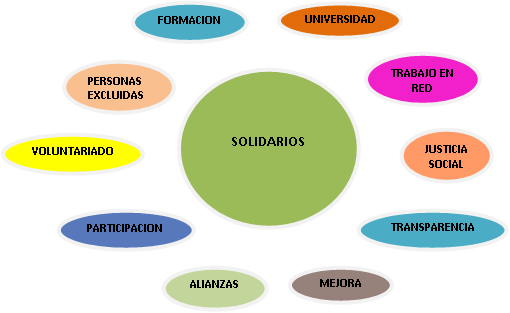 FORMACION
UNIVERSIDAD
PERSONAS
EXCLUIDAS
TRABAJO EN
RED
SOLIDARIOS
VOLUNTARIADO
JUSTICIA
SOCIAL
PARTICIPACION
TRANSPARENCIA
ALIANZAS
MEJORA